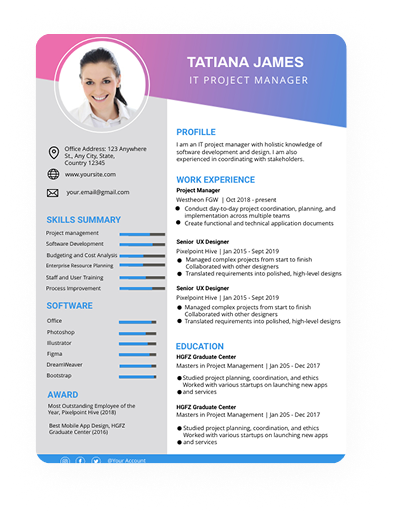 TATIANA JAMES
IT PROJECT MANAGER
Office Address: 123 Anywhere
St., Any City, State,
Country 12345
www.yoursite.com
your.email@gmail.com
SKILLS SUMMARY
Project management
Software Development
Budgeting and Cost Analysis
Enterprise Resource Planning
Staff and User Training
Process Improvement
SOFTWARE
Office
Photoshop
Illustrator
Figma
DreamWeaver
Bootstrap
AWARD
Most Outstanding Employee of the
Year, Pixelpoint Hive (2018)
Best Mobile App Design, HGFZ
Graduate Center (2016)
@Your Account
PROFILLE
I am an IT project manager with holistic knowledge of
software development and design. I am also
experienced in coordinating with stakeholders.
WORK EXPERIENCE
Project Manager
Westheon FGW | Oct 2018 - present
Conduct day-to-day project coordination, planning, and
implementation across multiple teams
Create functional and technical application documents
Senior UX Designer
Pixelpoint Hive | Jan 2015 - Sept 2019
Managed complex projects from start to finish
Collaborated with other designers
Translated requirements into polished, high-level designs
Senior UX Designer
Pixelpoint Hive | Jan 2015 - Sept 2019
Managed complex projects from start to finish
Collaborated with other designers
Translated requirements into polished, high-level designs
EDUCATION
HGFZ Graduate Center
Masters in Project Management | Jan 205 - Dec 2017
Studied project planning, coordination, and ethics
Worked with various startups on launching new apps
and services
HGFZ Graduate Center
Masters in Project Management | Jan 205 - Dec 2017
Studied project planning, coordination, and ethics
Worked with various startups on launching new apps
and services